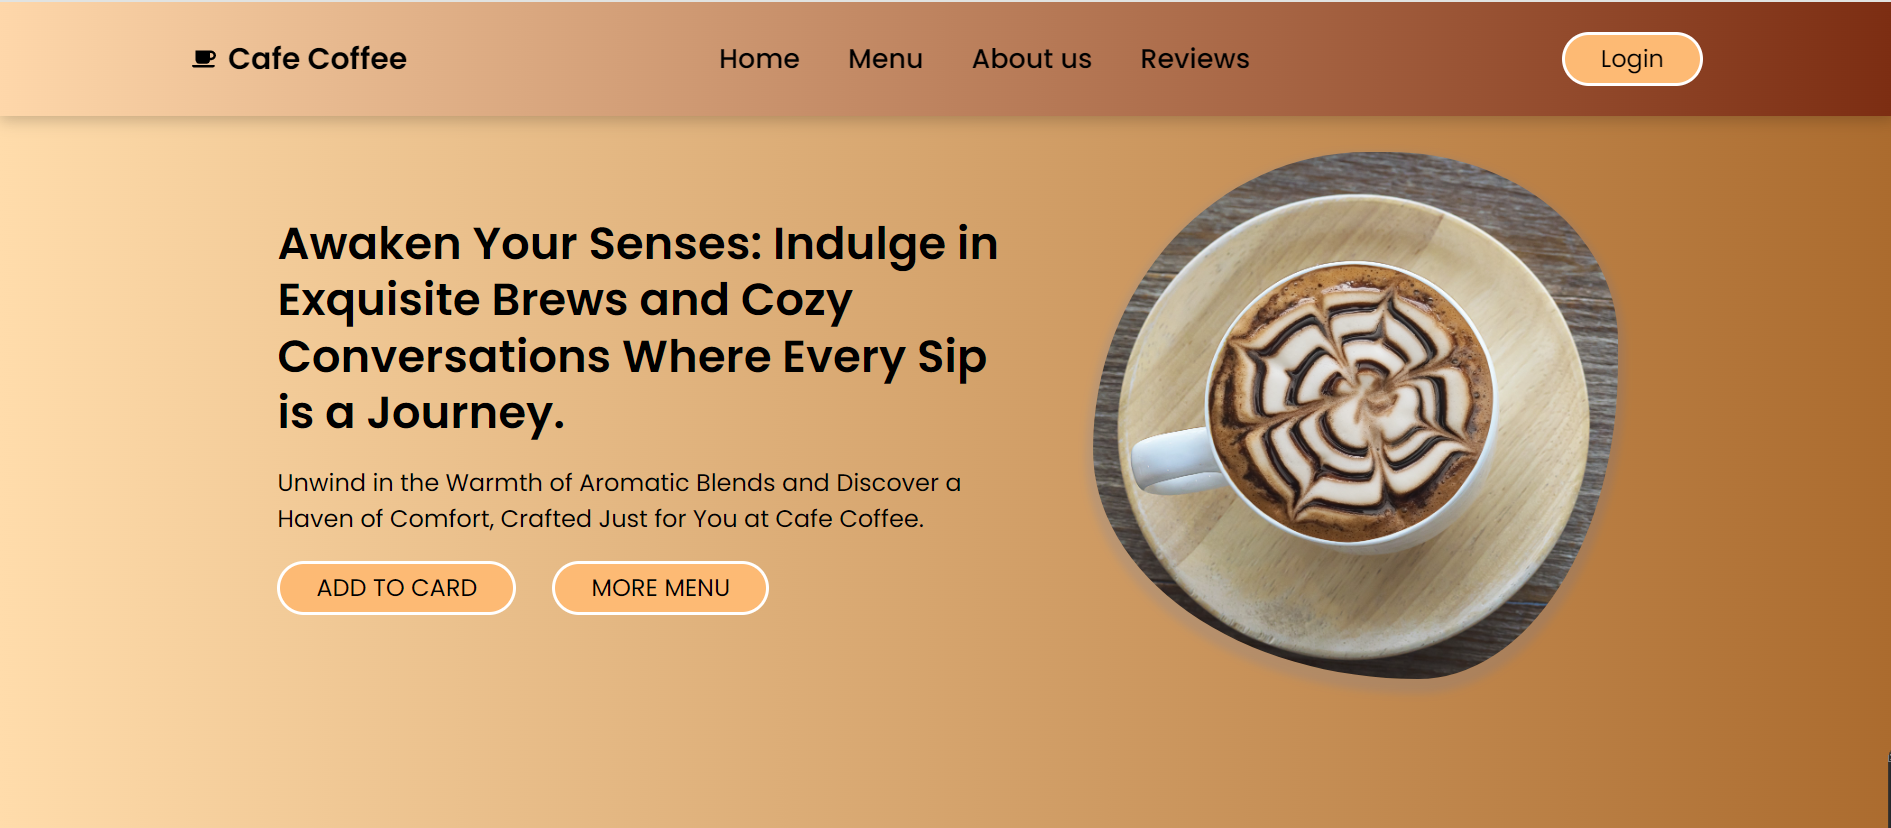 Cafe Coffee
Home
Menu
About us
Reviews
Login
Awaken Your Senses: Indulge in
Exquisite Brews and Cozy
Conversations Where Every Sip
is a Journey.
Unwind in the Warmth of Aromatic Blends and Discover a
Haven of Comfort, Crafted Just for You at Cafe Coffee.
ADD TO CARD
MORE MENU